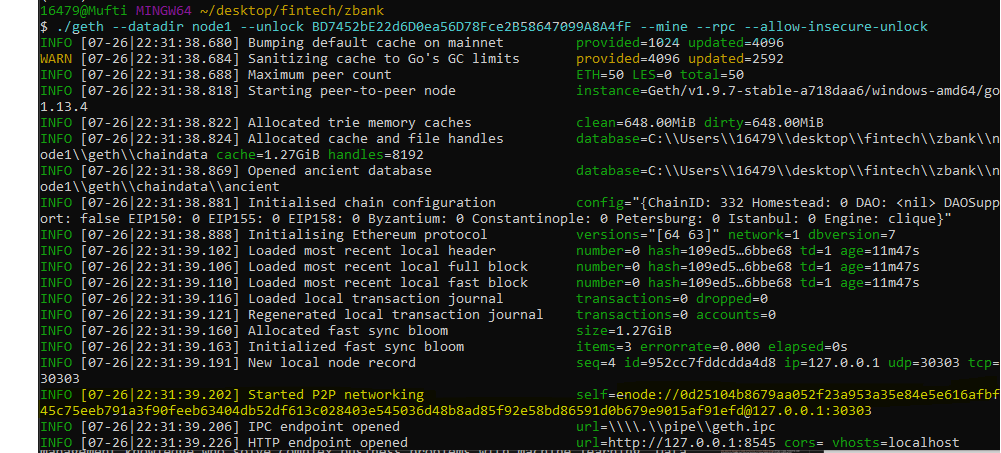 16479@Mufti MINGW64 ~/desktop/fintech/zbank
$ ./geth --datadir node1 --unlock BD7452bE22d6D0ea56D78Fce2B58647099A8A4fF --mine --rpc --allow-insecure-unlock
INFO [07-26|22:31:38.680] Bumping default cache on mainnet provided=1024 updated=4096
WARN [07-26|22:31:38.684] Sanitizing cache to Go's GC limits provided=4096 updated=2592
INFO [07-26|22:31:38.688] Maximum peer count ETH=50 LES=0 total=50
INFO [07-26|22:31:38.818] Starting peer-to-peer node instance=Geth/v1.9.7-stable-a718daa6/windows-amd64/go
1.13.4
INFO [07-26|22:31:38.822] Allocated trie memory caches clean=648.00MiB dirty=648.00MiB
INFO [07-26|22:31:38.824] Allocated cache and file handles database=C:\\Users\\16479\\desktop\\fintech\\zbank\\n
ode1\\geth\\chaindata cache=1.27GiB handles=8192
INFO [07-26|22:31:38.869] Opened ancient database database=C:\\Users\\16479\\desktop\\fintech\\zbank\\n
ode1\\geth\\chaindata\\ancient
INFO [07-26|22:31:38.881] Initialised chain configuration config="{ChainID: 332 Homestead: 0 DAO: <nil> DAOSupp
ort: false EIP150: 0 EIP155: 0 EIP158: 0 Byzantium: 0 Constantinople: 0 Petersburg: 0 Istanbul: 0 Engine: clique}"
INFO [07-26|22:31:38.888] Initialising Ethereum protocol versions="[64 63]" network=1 dbversion=7
INFO [07-26|22:31:39.102] Loaded most recent local header number=0 hash=109ed5…6bbe68 td=1 age=11m47s
INFO [07-26|22:31:39.106] Loaded most recent local full block number=0 hash=109ed5…6bbe68 td=1 age=11m47s
INFO [07-26|22:31:39.110] Loaded most recent local fast block number=0 hash=109ed5…6bbe68 td=1 age=11m47s
INFO [07-26|22:31:39.116] Loaded local transaction journal transactions=0 dropped=0
INFO [07-26|22:31:39.121] Regenerated local transaction journal transactions=0 accounts=0
INFO [07-26|22:31:39.160] Allocated fast sync bloom size=1.27GiB
INFO [07-26|22:31:39.163] Initialized fast sync bloom items=3 errorrate=0.000 elapsed=0s
INFO [07-26|22:31:39.191] New local node record seq=4 id=952cc7fddcdda4d8 ip=127.0.0.1 udp=30303 tcp=
30303
INFO [07-26|22:31:39.202] Started P2P networking self=enode://0d25104b8679aa052f23a953a35e84e5e616afbf
45c75eeb791a3f90feeb63404db52df613c028403e545036d48b8ad85f92e58bd86591d0b679e9015af91efd@127.0.0.1:30303
INFO [07-26|22:31:39.206] IPC endpoint opened url=\\\\.\\pipe\\geth.ipc
INFO [07-26|22:31:39.226] HTTP endpoint opened url=http://127.0.0.1:8545 cors= vhosts=localhost